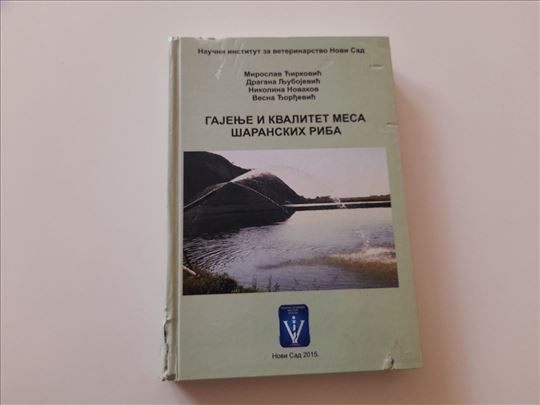 Научни институт за ветеринарство Нови Сад
Мирослав Ћирковић
Драгана Љубојевић
Николина Новаков
Весна Ђорђевић
ГАЈЕЊЕ И КВАЛИТЕТ МЕСА
ШАРАНСКИХ РИБА
Нови Сад 2015.